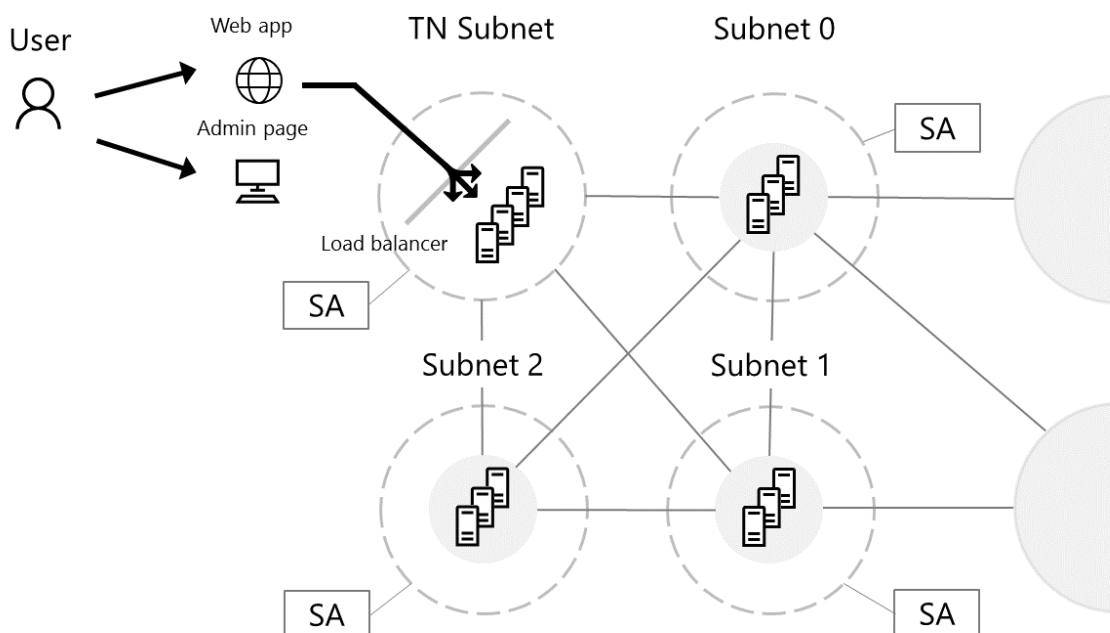 User
Web app
Admin page
TN Subnet
Load balancer
SA
Subnet 0
SA
Subnet 2
SA
Subnet 1
SA